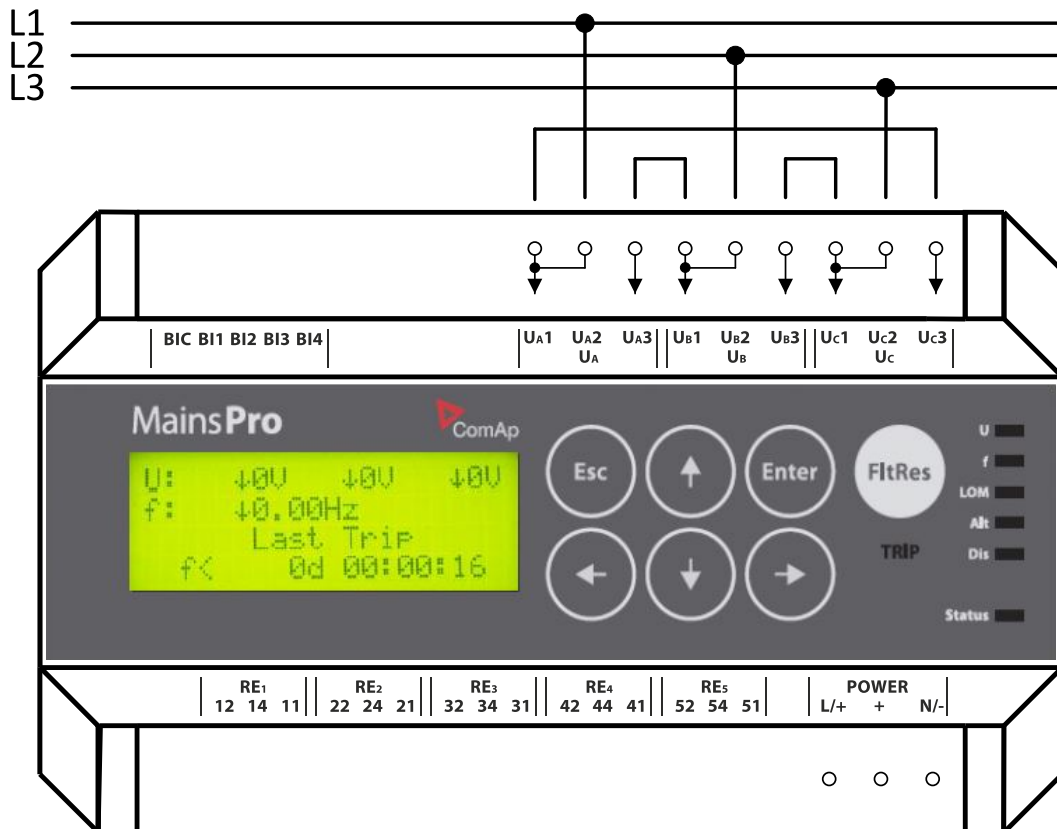 L1
L2
L3
BIC BI1 BI2 BI3 BI4
UA1 UA2 UA3 UB1 UB2 UB3 UC1 UC2 UC3
UA UB UC
MainsPro
ComAp
U: ↓0V ↓0V ↓0V
f: ↓0.00Hz
Last Trip
f< 0d 00:00:16
Esc ↑ Enter FltRes
← ↓ →
TRIP
U
f
LOM
Alt
Dis
Status
RE1 RE2 RE3 RE4 RE5 POWER
12 14 11 22 24 21 32 34 31 42 44 41 52 54 51 L/+ + N/-